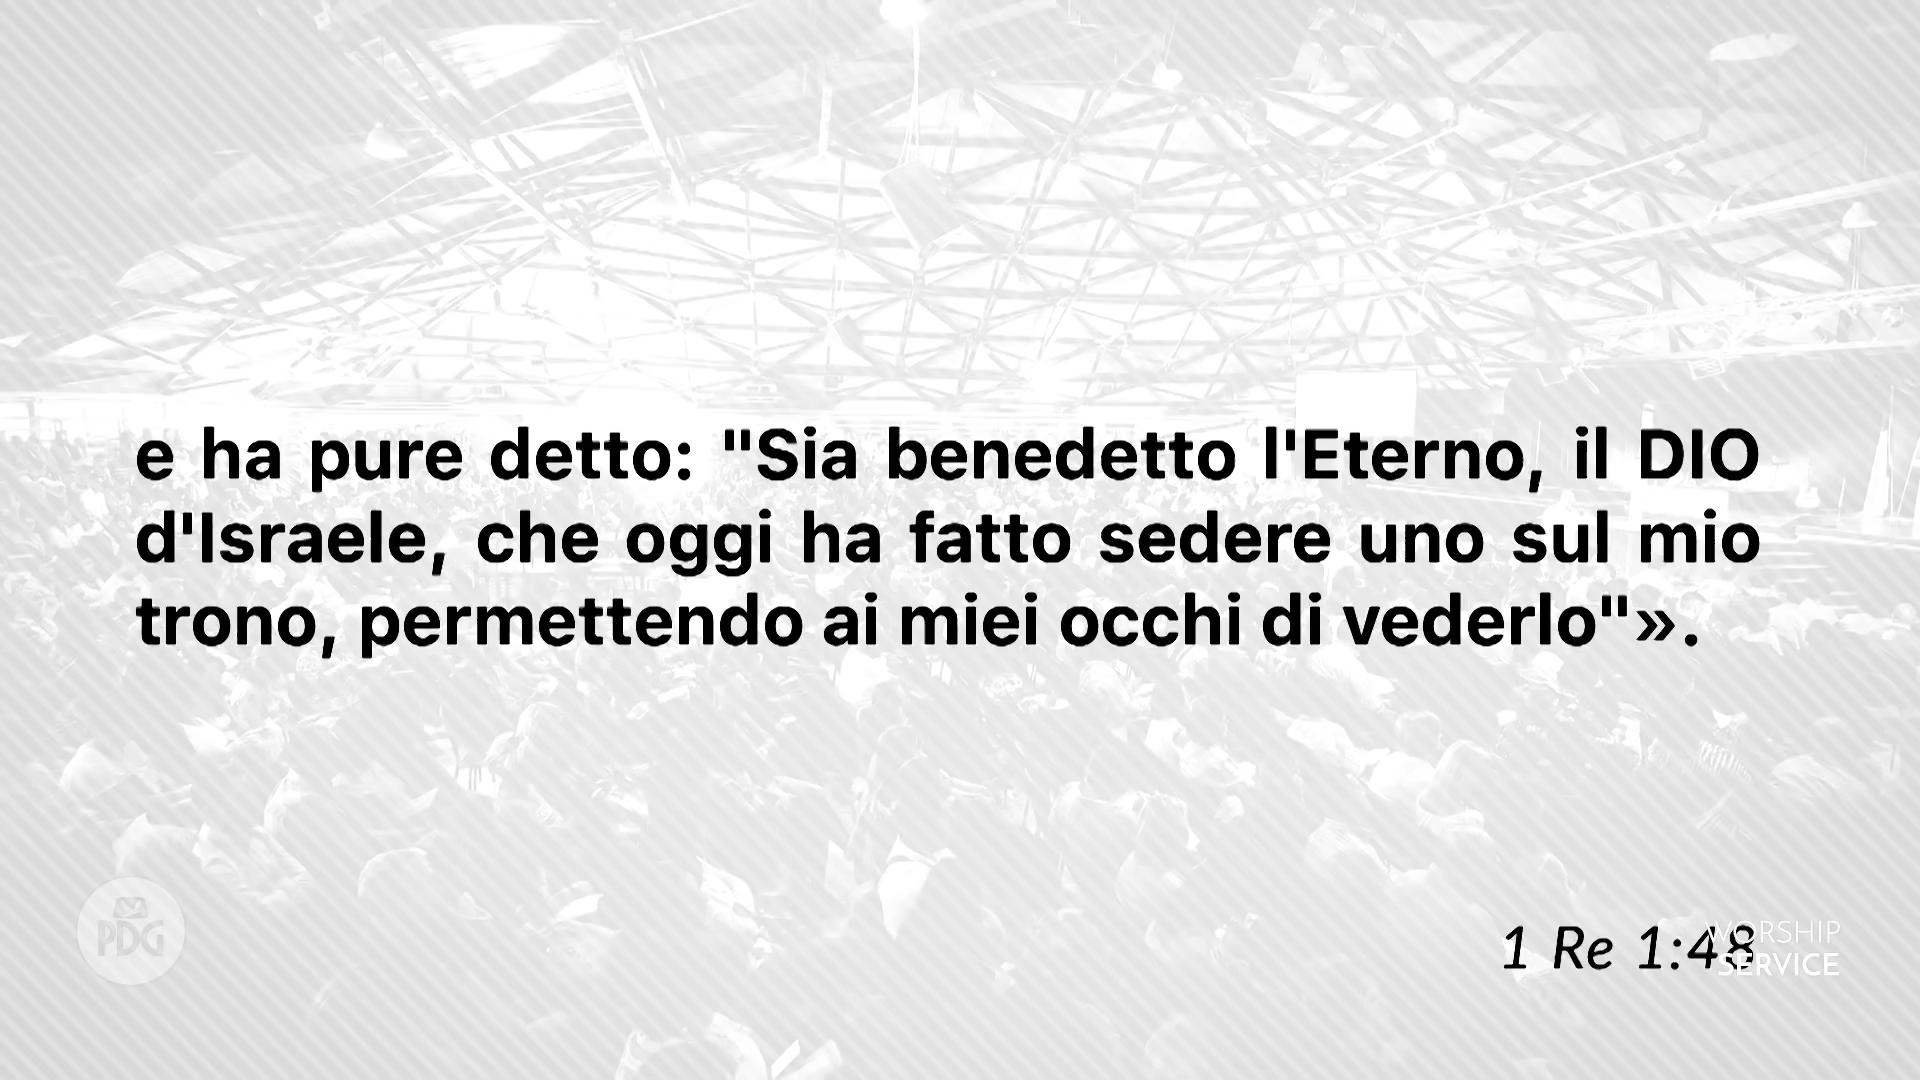 e ha pure detto: "Sia benedetto l'Eterno, il DIO
d'Israele, che oggi ha fatto sedere uno sul mio
trono, permettendo ai miei occhi di vederlo"».
PDG
1 Re 1:48
WORSHIP
SERVICE